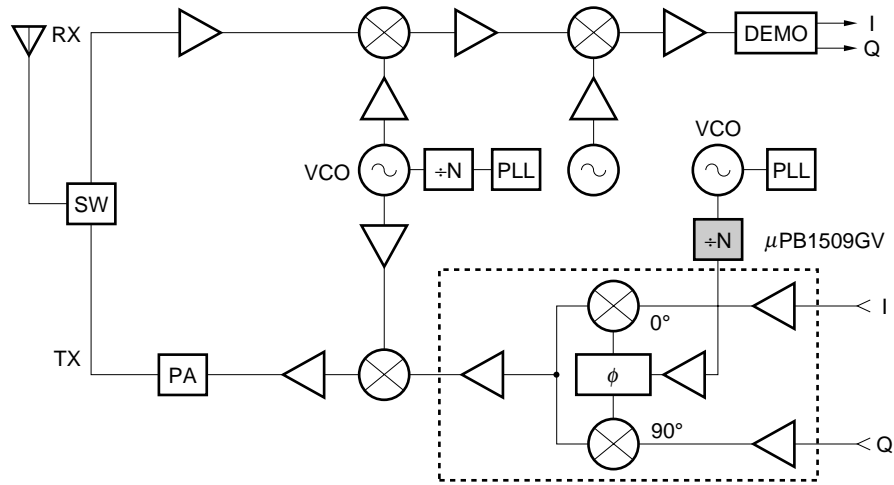 RX
DEMO
I
Q
VCO
÷N
PLL
VCO
PLL
SW
÷N
μPB1509GV
0°
I
TX
PA
φ
90°
Q